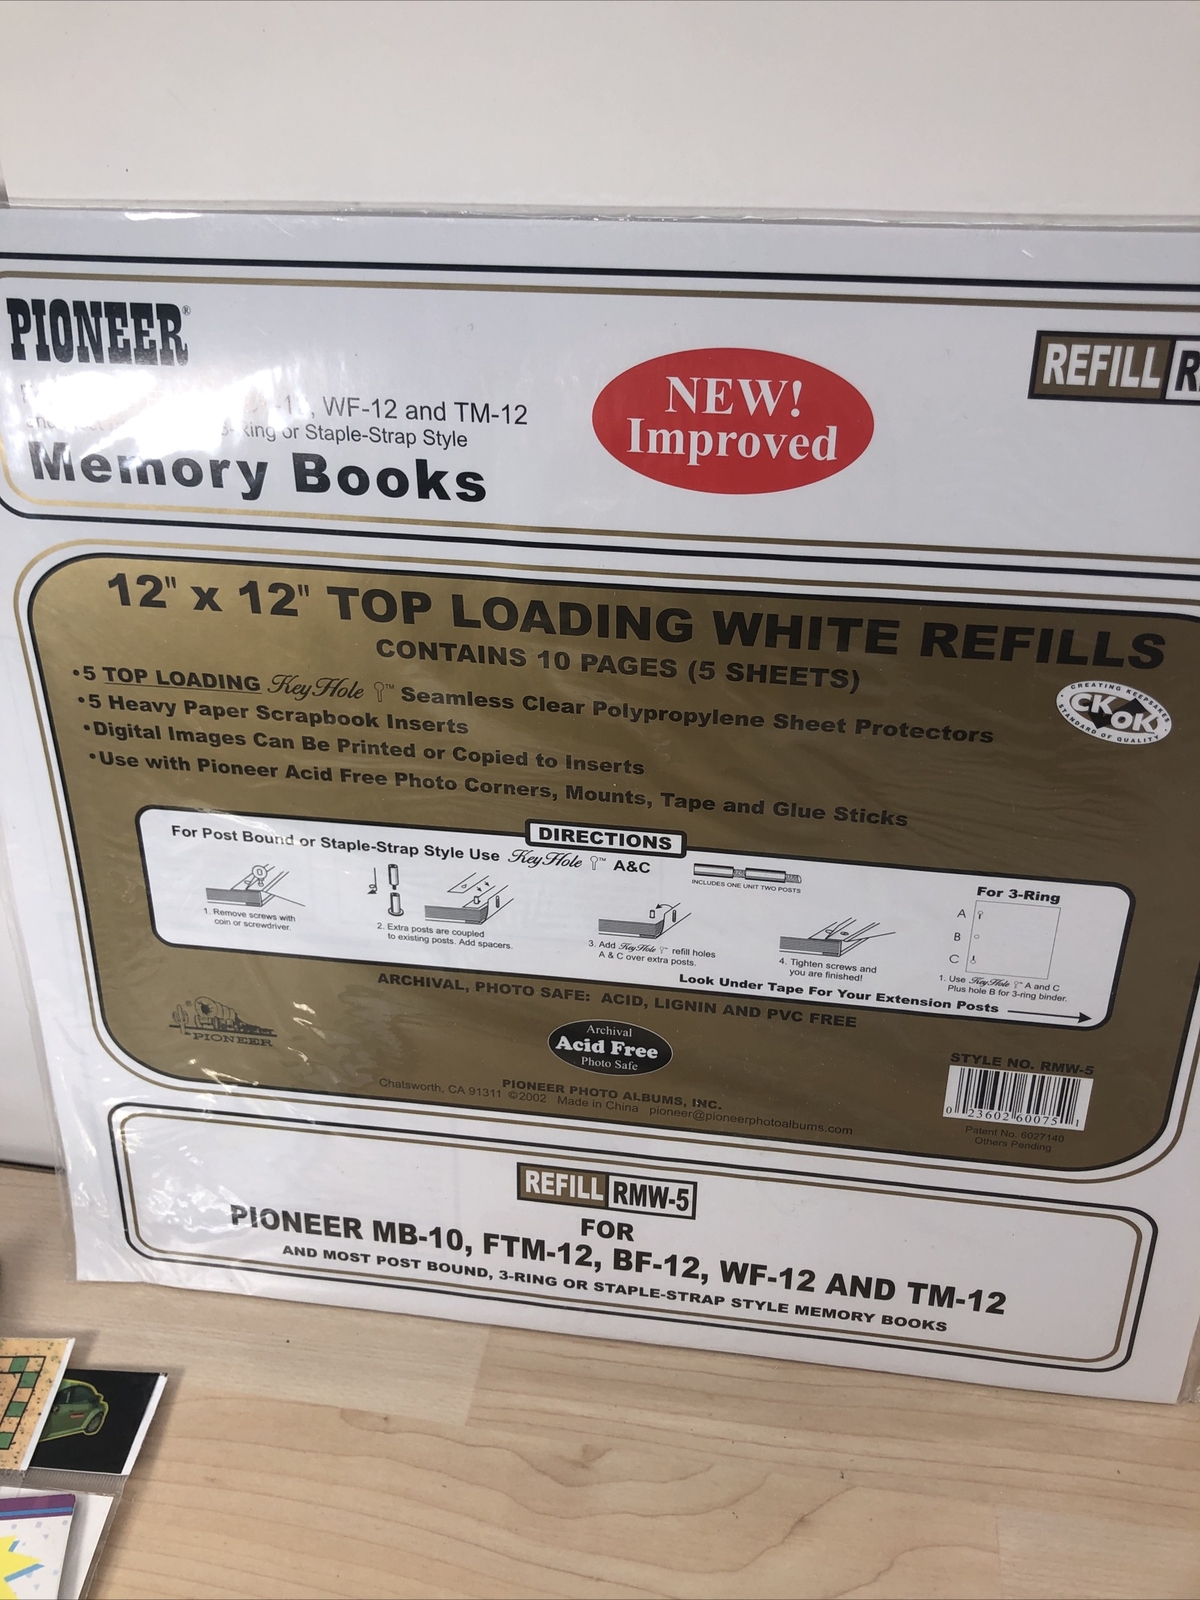 PIONEER®
WF-12 and TM-12
3-Ring or Staple-Strap Style
Memory Books
NEW!
Improved
REFILL
12" x 12" TOP LOADING WHITE REFILLS
CONTAINS 10 PAGES (5 SHEETS)
•5 TOP LOADING KeyHole ™ Seamless Clear Polypropylene Sheet Protectors
•5 Heavy Paper Scrapbook Inserts
•Digital Images Can Be Printed or Copied to Inserts
•Use with Pioneer Acid Free Photo Corners, Mounts, Tape and Glue Sticks
CREATING KEEPSAKES
CK OK
STANDARD OF QUALITY
DIRECTIONS
For Post Bound or Staple-Strap Style Use KeyHole ™ A&C
INCLUDES ONE UNIT TWO POSTS
1. Remove screws with
coin or screwdriver.
2. Extra posts are coupled
to existing posts. Add spacers.
3. Add KeyHole refill holes
A & C over extra posts.
4. Tighten screws and
you are finished!
For 3-Ring
A
B
C
1. Use KeyHole A and C
Plus hole B for 3-ring binder.
Look Under Tape For Your Extension Posts
ARCHIVAL, PHOTO SAFE: ACID, LIGNIN AND PVC FREE
PIONEER
Archival
Acid Free
Photo Safe
PIONEER PHOTO ALBUMS, INC.
Chatsworth, CA 91311 ©2002 Made in China pioneer@pioneerphotoalbums.com
STYLE NO. RMW-5
0 23602 60075 1
Patent No. 6027140
Others Pending
REFILL RMW-5
FOR
PIONEER MB-10, FTM-12, BF-12, WF-12 AND TM-12
AND MOST POST BOUND, 3-RING OR STAPLE-STRAP STYLE MEMORY BOOKS